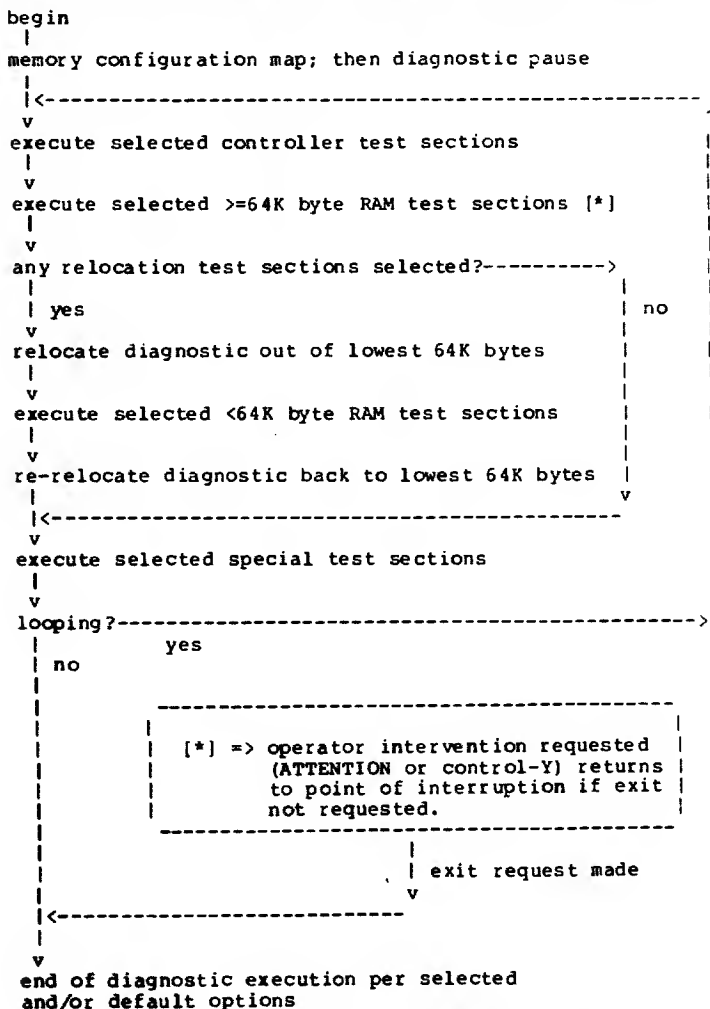 begin
memory configuration map; then diagnostic pause
execute selected controller test sections
execute selected >=64K byte RAM test sections [*]
any relocation test sections selected?---------->
yes
no
relocate diagnostic out of lowest 64K bytes
execute selected <64K byte RAM test sections
re-relocate diagnostic back to lowest 64K bytes
execute selected special test sections
looping?
yes
no
[*] => operator intervention requested
(ATTENTION or control-Y) returns
to point of interruption if exit
not requested.
exit request made
end of diagnostic execution per selected
and/or default options